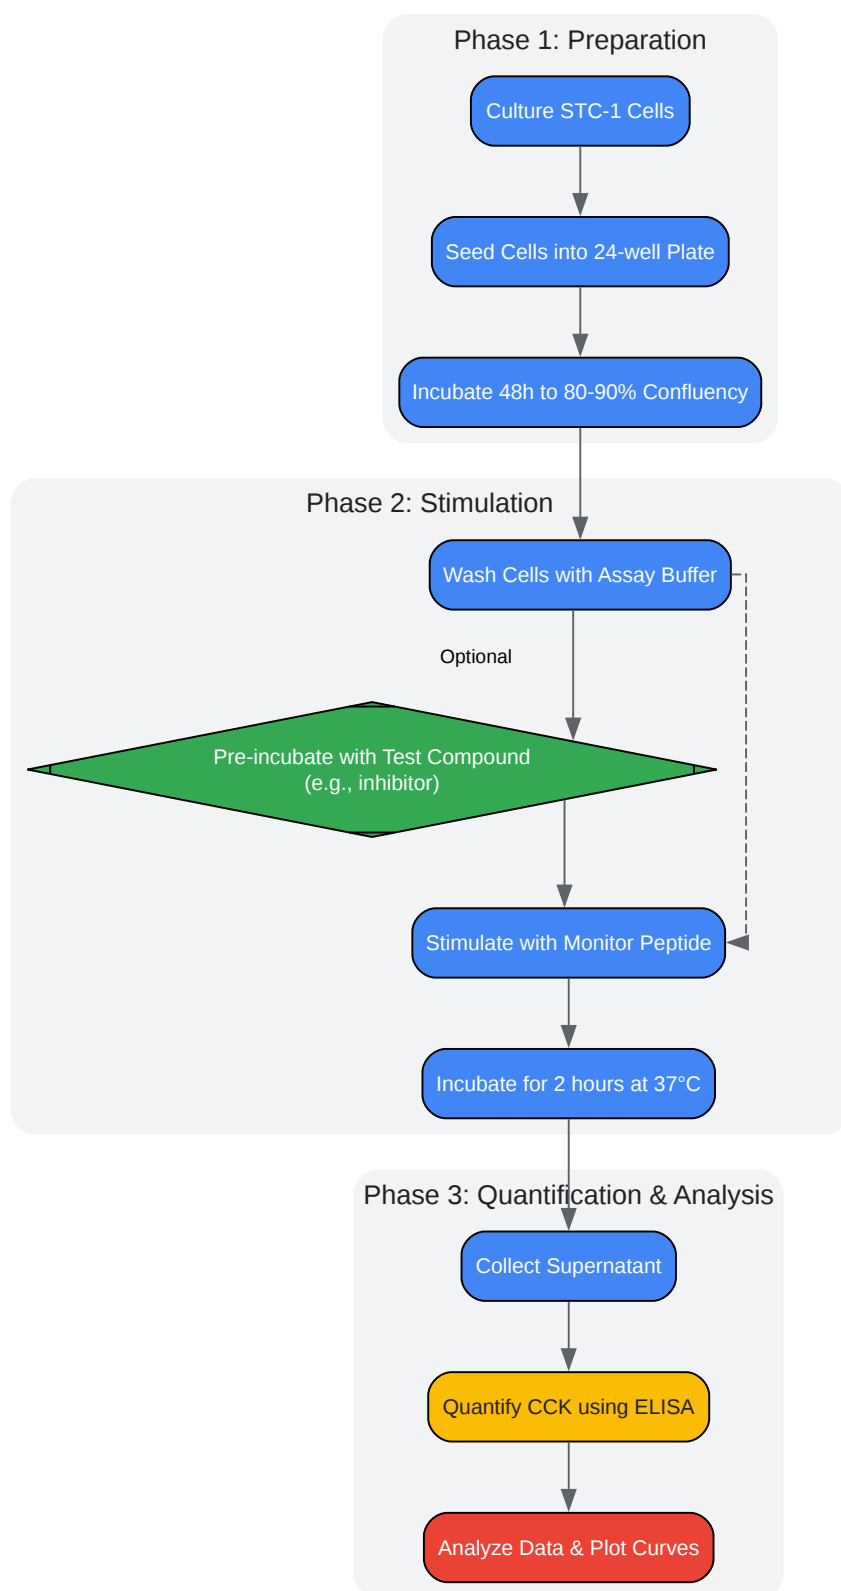 Phase 1: Preparation
Culture STC-1 Cells
Seed Cells into 24-well Plate
Incubate 48h to 80-90% Confluency
Phase 2: Stimulation
Wash Cells with Assay Buffer
Optional
Pre-incubate with Test Compound
(e.g., inhibitor)
Stimulate with Monitor Peptide
Incubate for 2 hours at 37°C
Phase 3: Quantification & Analysis
Collect Supernatant
Quantify CCK using ELISA
Analyze Data & Plot Curves